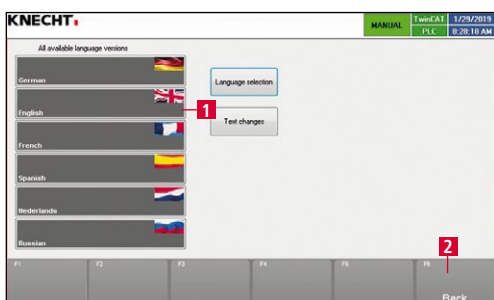 KNECHT
MANUAL
TwinCAT
1/29/2019
PLC
8:28:18 AM
All available language versions
German
English
French
Spanish
Nederlands
Russian
Language selection
Text changes
1
2
F1
F2
F3
F4
F5
F8
Back